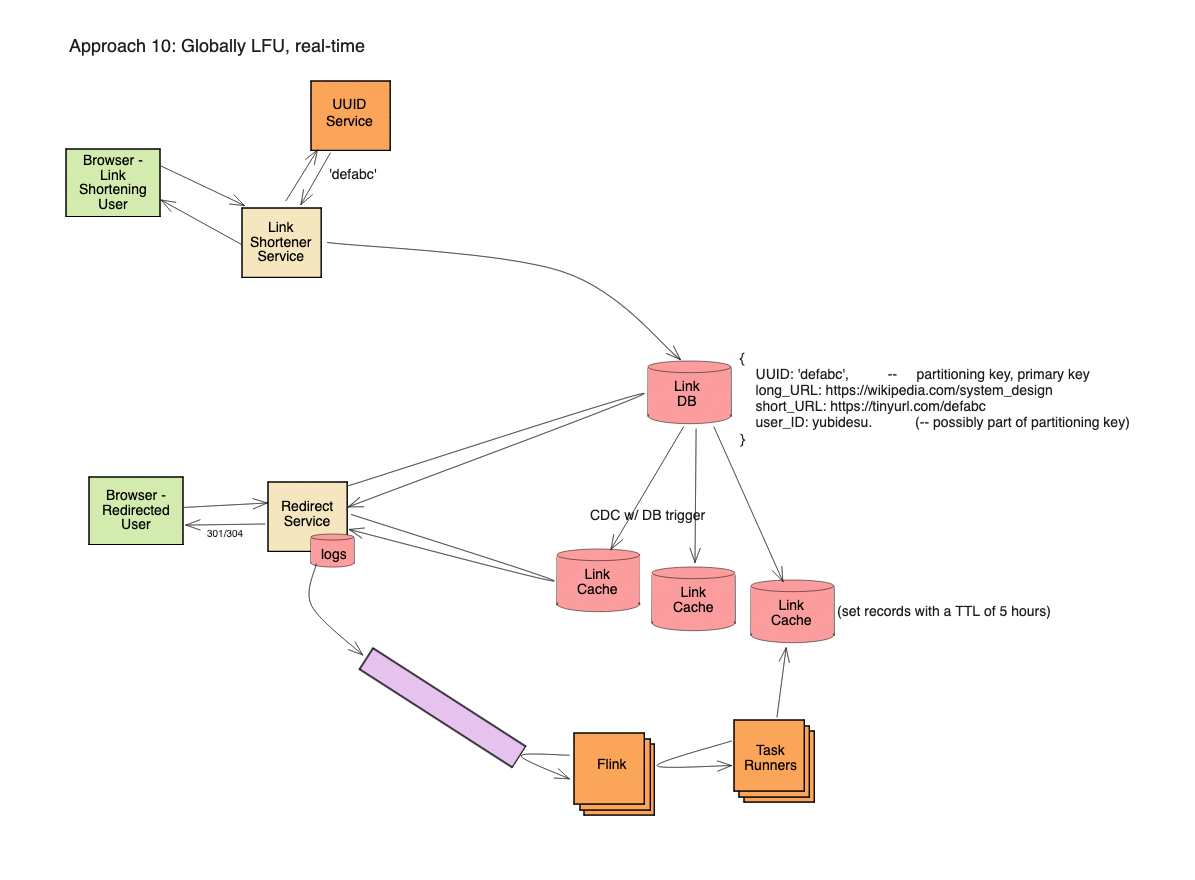 Approach 10: Globally LFU, real-time
UUID
Service
'defabc'
Browser -
Link
Shortening
User
Link
Shortener
Service
Link
DB
{
UUID: 'defabc',          --     partitioning key, primary key
long_URL: https://wikipedia.com/system_design
short_URL: https://tinyurl.com/defabc
user_ID: yubidesu.           (-- possibly part of partitioning key)
}
Browser -
Redirected
User
301/304
Redirect
Service
logs
CDC w/ DB trigger
Link
Cache
Link
Cache
Link
Cache
(set records with a TTL of 5 hours)
Flink
Task
Runners